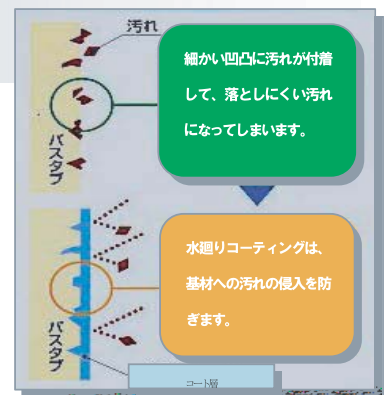 汚れ
細かい凹凸に汚れが付着
して、落としにくい汚れ
になってしまいます。
バスタブ
水廻りコーティングは、
基材への汚れの侵入を防
ぎます。
バスタブ
コート層